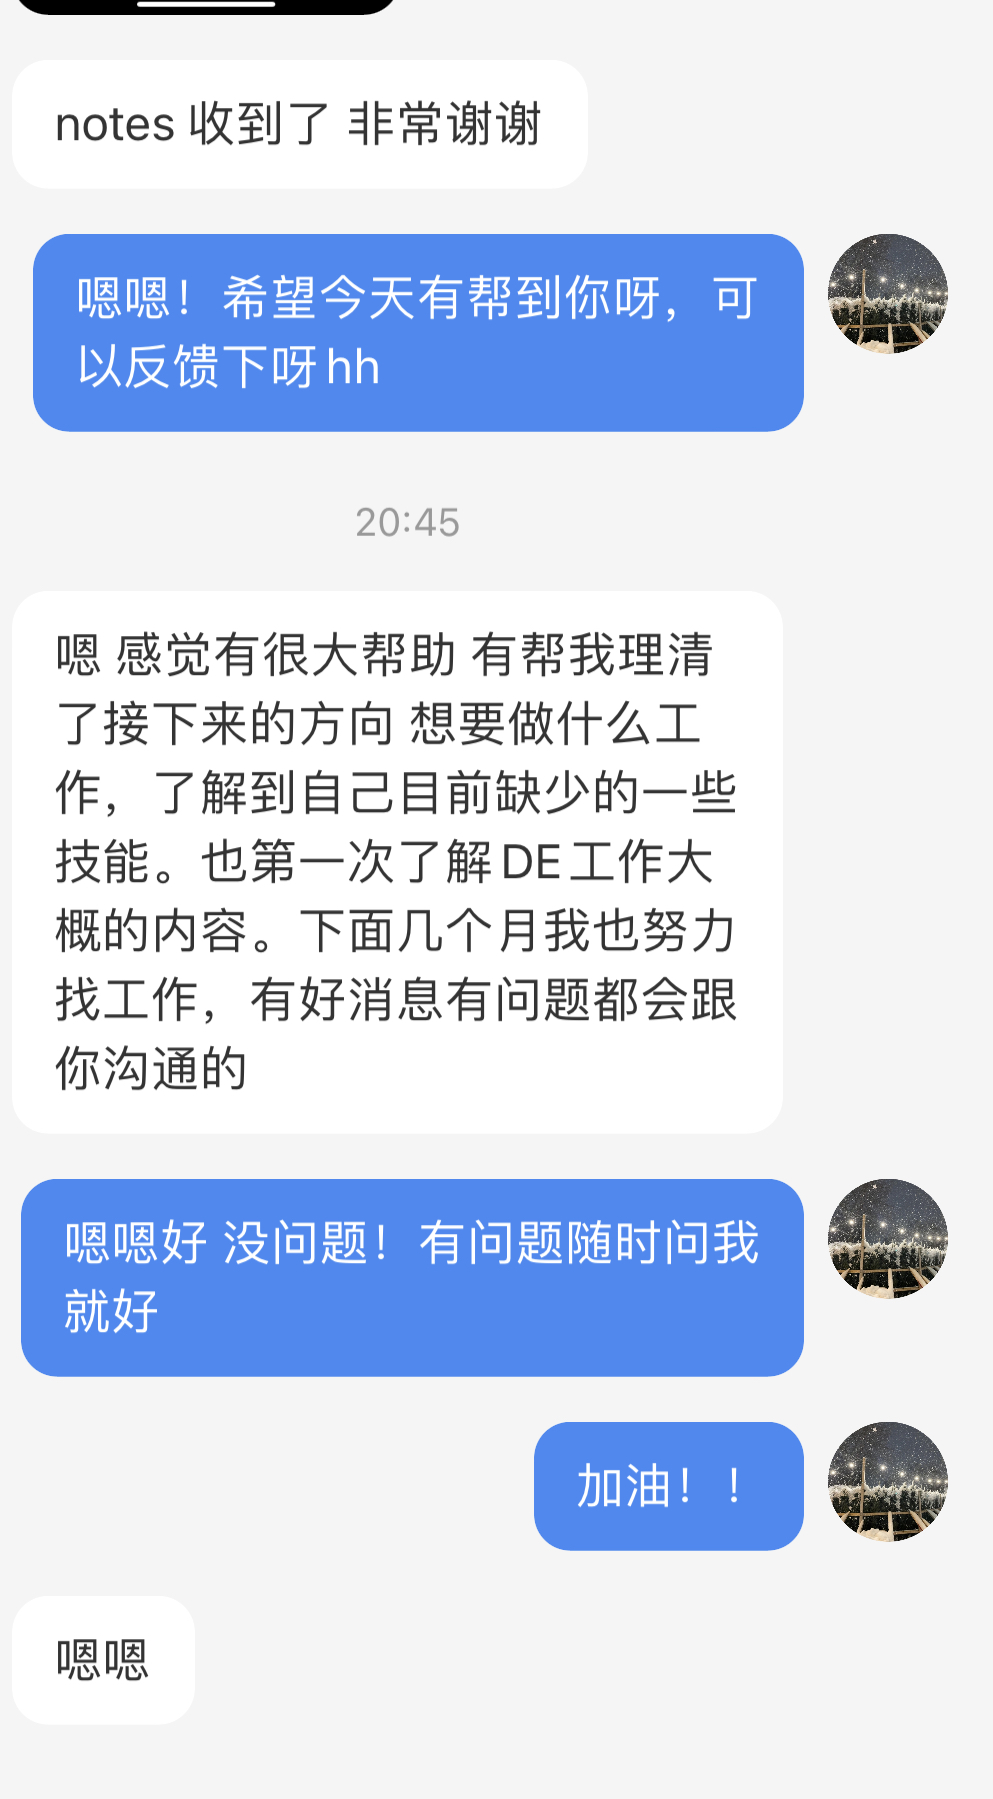 notes 收到了 非常谢谢
嗯嗯！希望今天有帮到你呀，可
以反馈下呀hh
20:45
嗯 感觉有很大帮助 有帮我理清
了接下来的方向 想要做什么工
作，了解到自己目前缺少的一些
技能。也第一次了解DE工作大
概的内容。下面几个月我也努力
找工作，有好消息有问题都会跟
你沟通的
嗯嗯好 没问题！有问题随时问我
就好
加油！！
嗯嗯